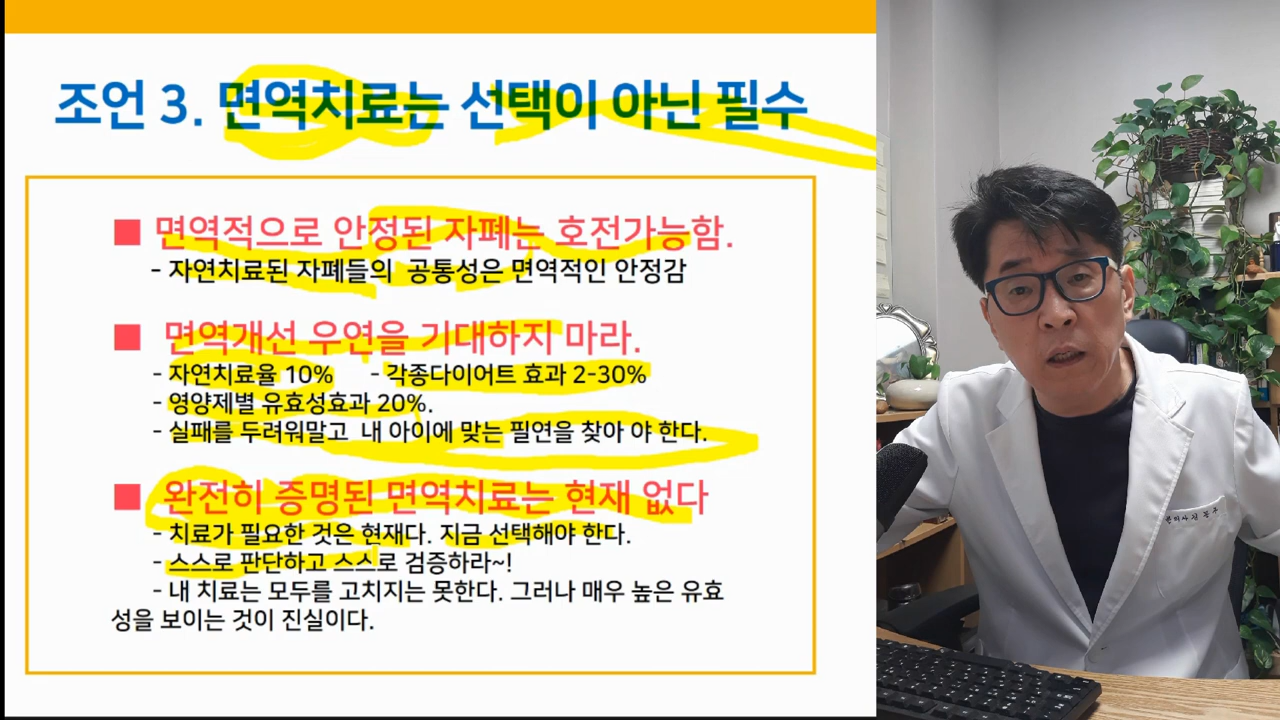 조언 3. 면역치료는 선택이 아닌 필수
■ 면역적으로 안정된 자폐는 호전가능함.
- 자연치료된 자폐들의 공통성은 면역적인 안정감
■ 면역개선 우연을 기대하지 마라.
- 자연치료율 10% - 각종다이어트 효과 2-30%
- 영양제별 유효성효과 20%.
- 실패를 두려워말고 내 아이에 맞는 필연을 찾아 야 한다.
■ 완전히 증명된 면역치료는 현재 없다
- 치료가 필요한 것은 현재다. 지금 선택해야 한다.
- 스스로 판단하고 스스로 검증하라~!
- 내 치료는 모두를 고치지는 못한다. 그러나 매우 높은 유효
성을 보이는 것이 진실이다.